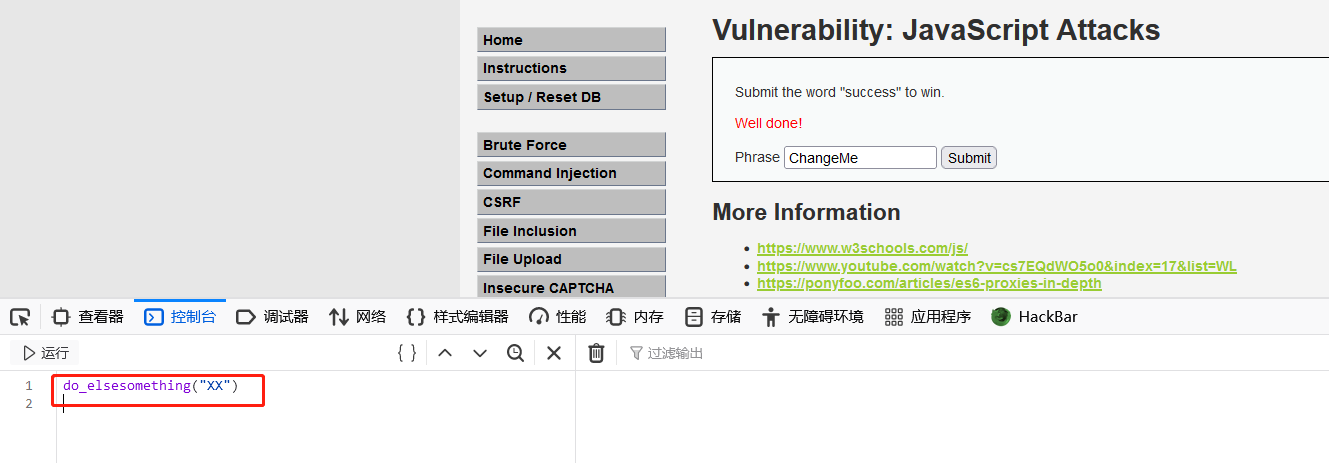 Home
Instructions
Setup / Reset DB
Brute Force
Command Injection
CSRF
File Inclusion
File Upload
Insecure CAPTCHA
Vulnerability: JavaScript Attacks
Submit the word "success" to win.
Well done!
Phrase ChangeMe Submit
More Information
https://www.w3schools.com/js/
https://www.youtube.com/watch?v=cs7EQdWO5o0&index=17&list=WL
https://ponyfoo.com/articles/es6-proxies-in-depth
查看器 控制台 调试器 网络 样式编辑器 性能 内存 存储 无障碍环境 应用程序 HackBar
运行 过滤输出
1 do_elsesomething("XX")
2